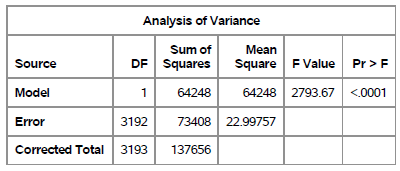 Analysis of Variance
Source DF Sum of Squares Mean Square F Value Pr > F
Model 1 64248 64248 2793.67 <.0001
Error 3192 73408 22.99757
Corrected Total 3193 137656